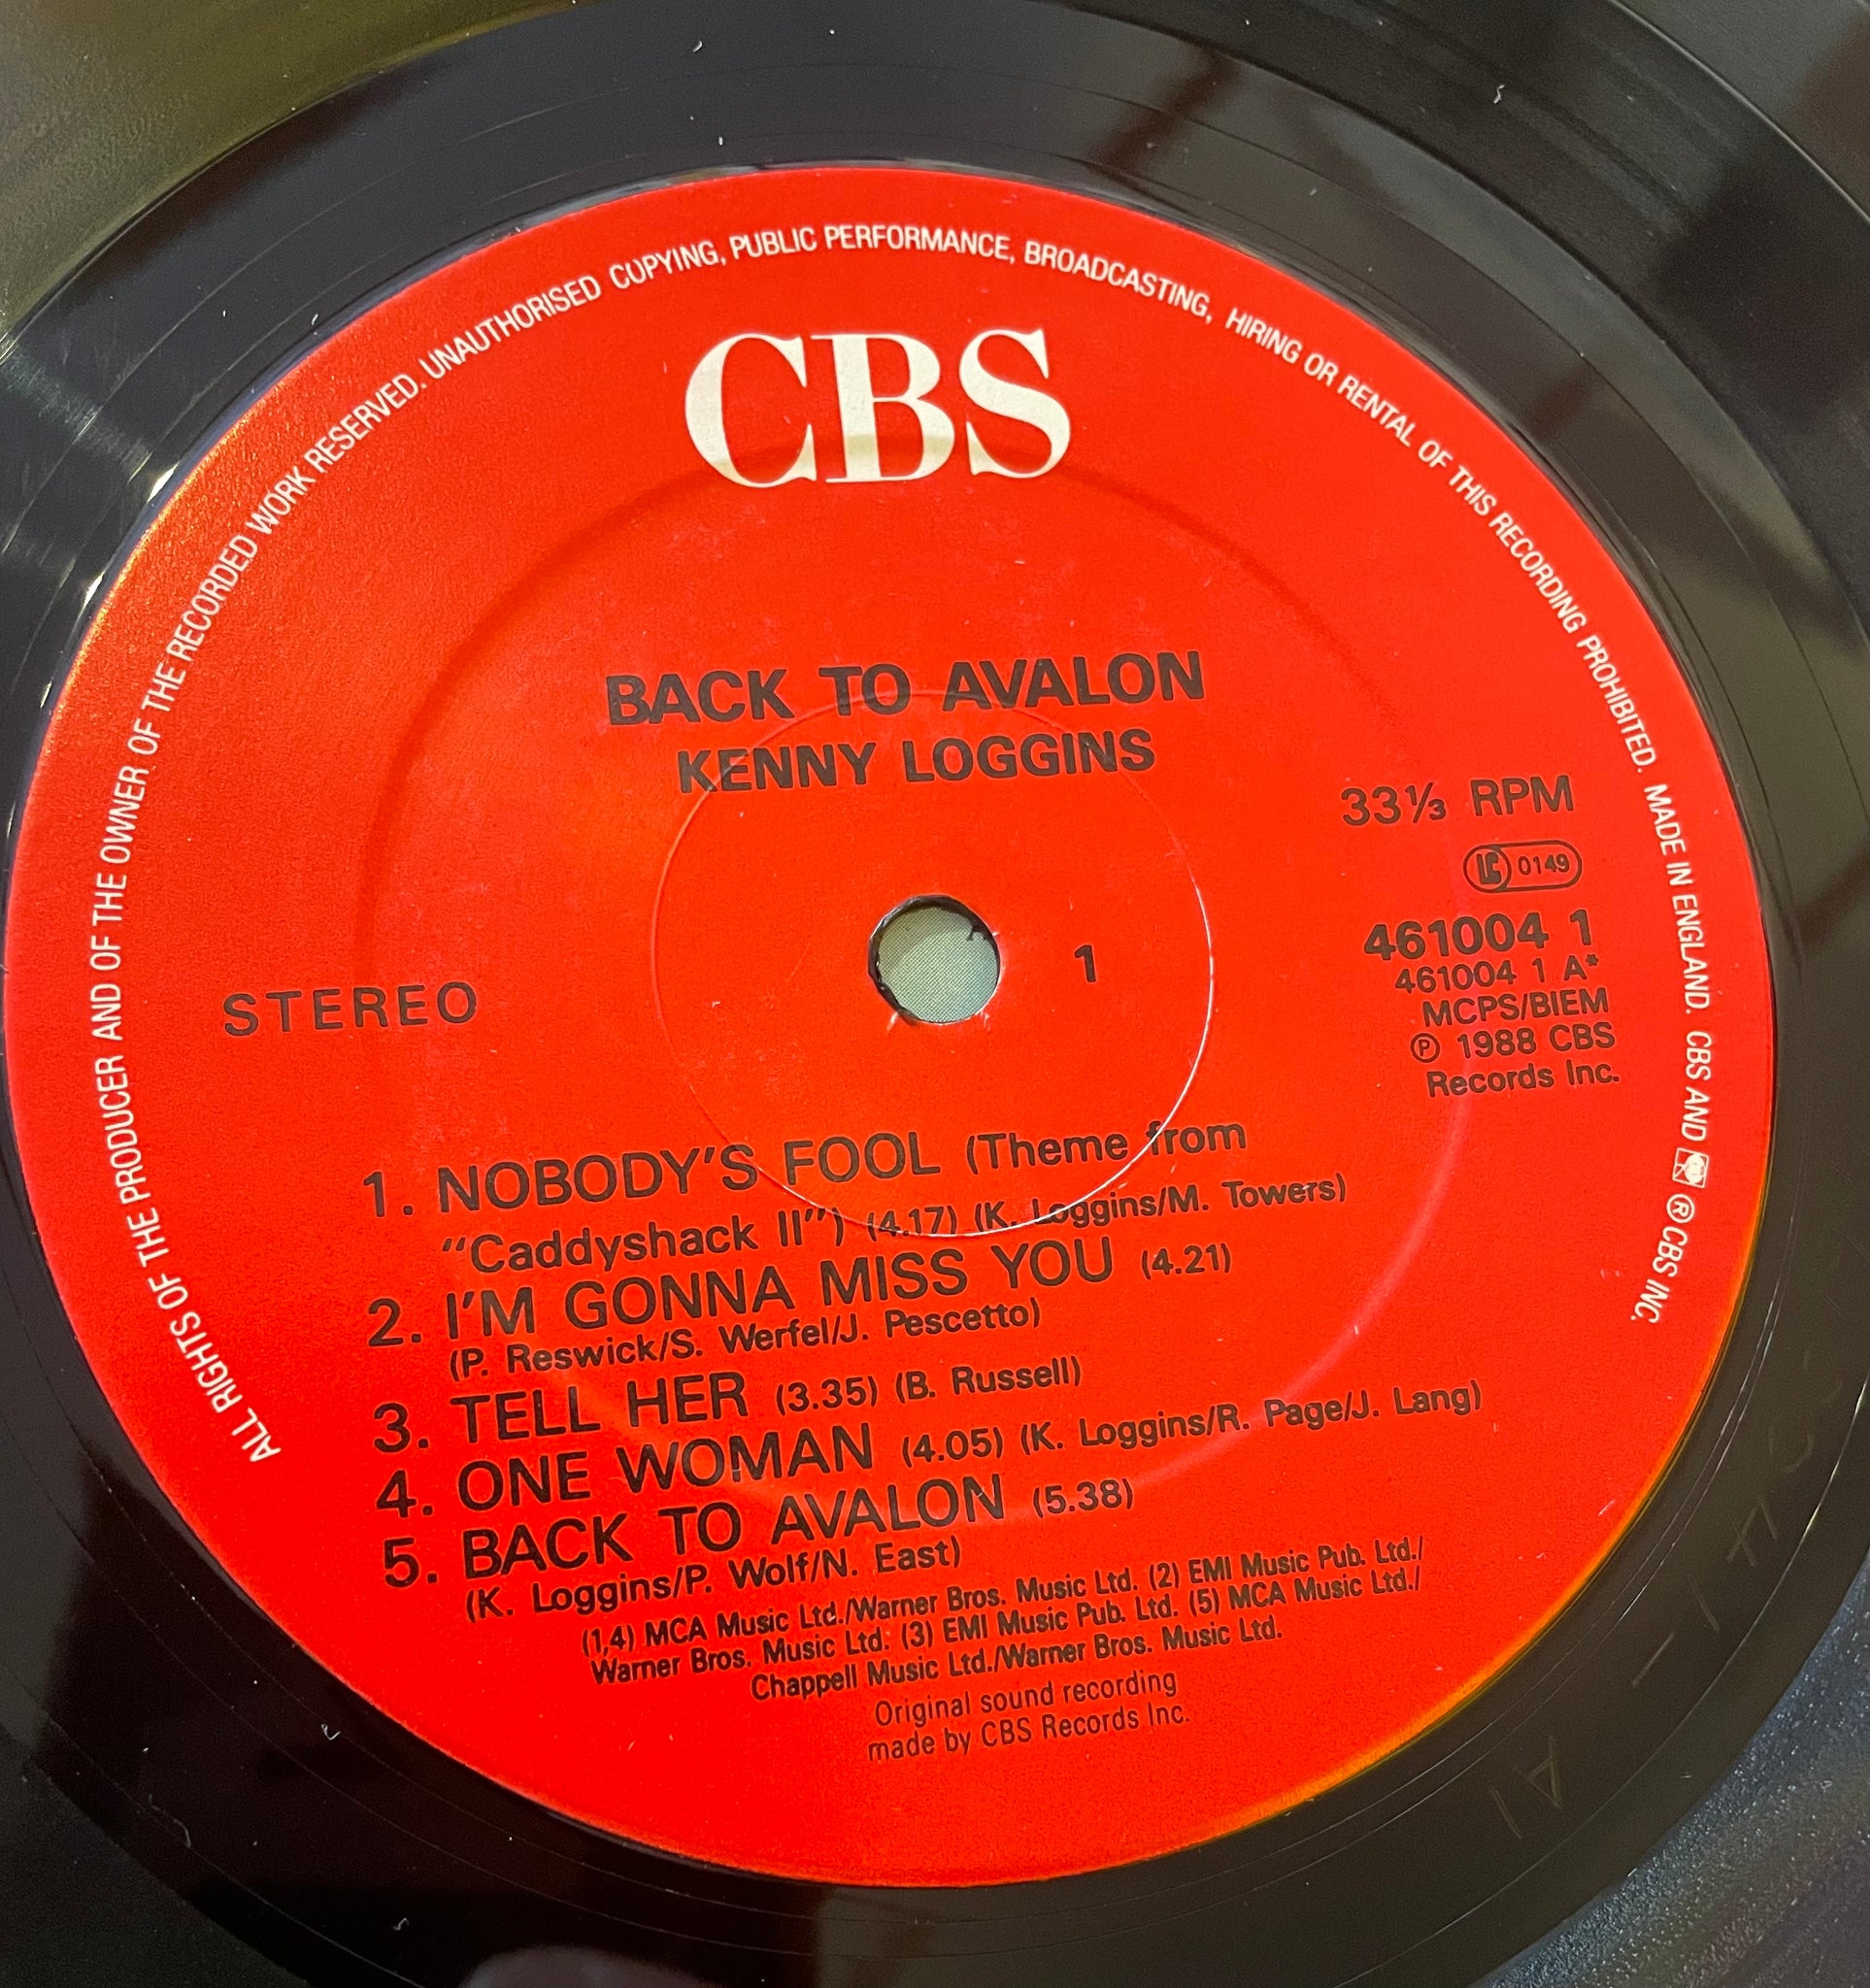 ALL RIGHTS OF THE PRODUCER AND OF THE OWNER OF THE RECORDED WORK RESERVED. UNAUTHORISED COPYING, PUBLIC PERFORMANCE, BROADCASTING, HIRING OR RENTAL OF THIS RECORDING PROHIBITED. MADE IN ENGLAND. CBS AND ® CBS INC.
CBS
BACK TO AVALON
KENNY LOGGINS
33⅓ RPM
LC 0149
461004 1
461004 1 A*
MCPS/BIEM
℗ 1988 CBS
Records Inc.
STEREO
1
1. NOBODY'S FOOL (Theme from
"Caddyshack II") (4.17) (K. Loggins/M. Towers)
2. I'M GONNA MISS YOU (4.21)
(P. Reswick/S. Werfel/J. Pescetto)
3. TELL HER (3.35) (B. Russell)
4. ONE WOMAN (4.05) (K. Loggins/R. Page/J. Lang)
5. BACK TO AVALON (5.38)
(K. Loggins/P. Wolf/N. East)
(1,4) MCA Music Ltd./Warner Bros. Music Ltd. (2) EMI Music Pub. Ltd./
Warner Bros. Music Ltd. (3) EMI Music Pub. Ltd. (5) MCA Music Ltd./
Chappell Music Ltd./Warner Bros. Music Ltd.
Original sound recording
made by CBS Records Inc.